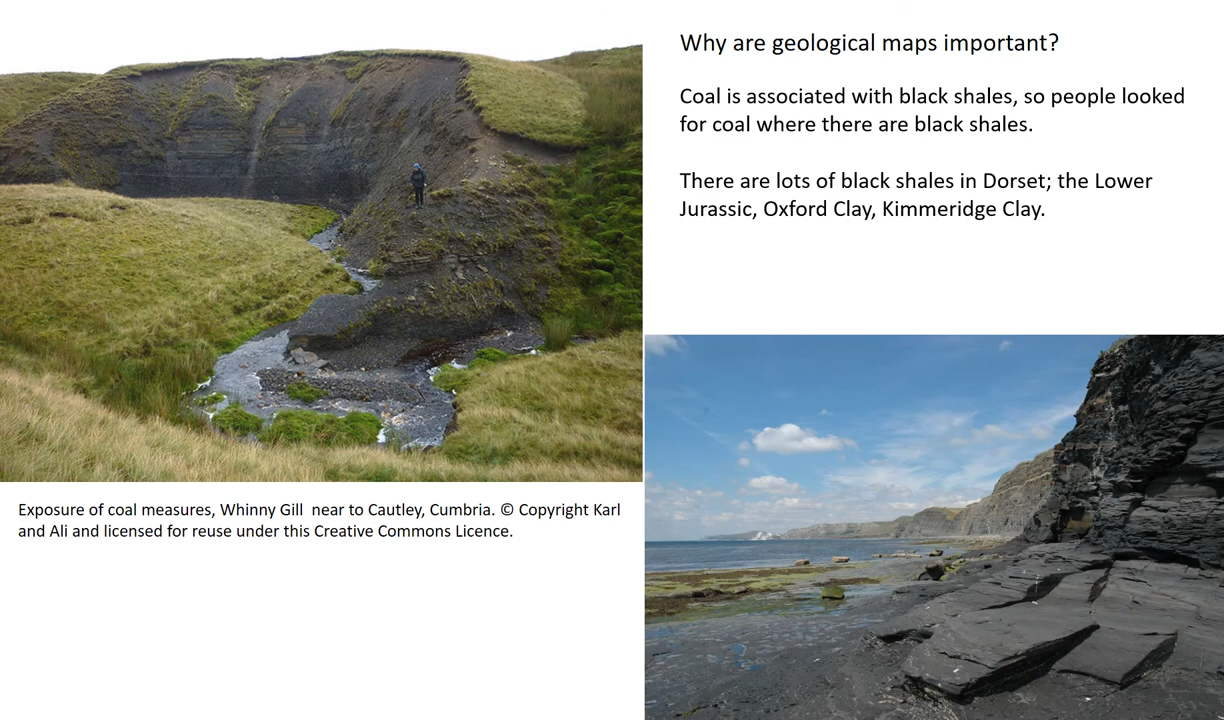 Why are geological maps important?
Coal is associated with black shales, so people looked
for coal where there are black shales.
There are lots of black shales in Dorset; the Lower
Jurassic, Oxford Clay, Kimmeridge Clay.
Exposure of coal measures, Whinny Gill  near to Cautley, Cumbria. © Copyright Karl
and Ali and licensed for reuse under this Creative Commons Licence.